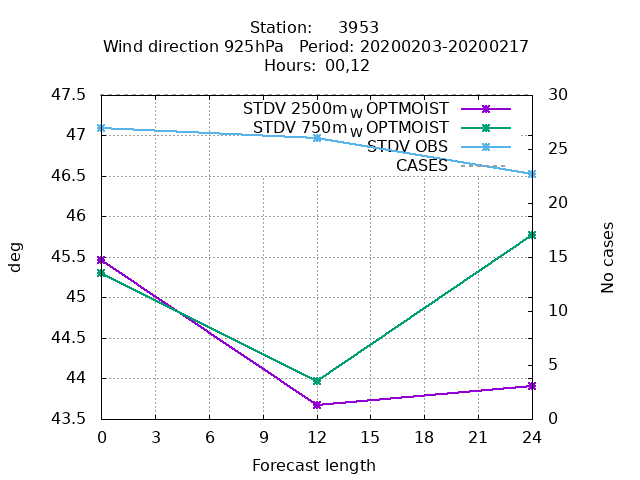 Station: 3953
Wind direction 925hPa Period: 20200203-20200217
Hours: 00,12
47.5
47
46.5
46
45.5
45
44.5
44
43.5
deg
STDV 2500m_W OPTMOIST
STDV 750m_W OPTMOIST
STDV OBS
CASES
30
25
20
15
10
5
0
No cases
0 3 6 9 12 15 18 21 24
Forecast length